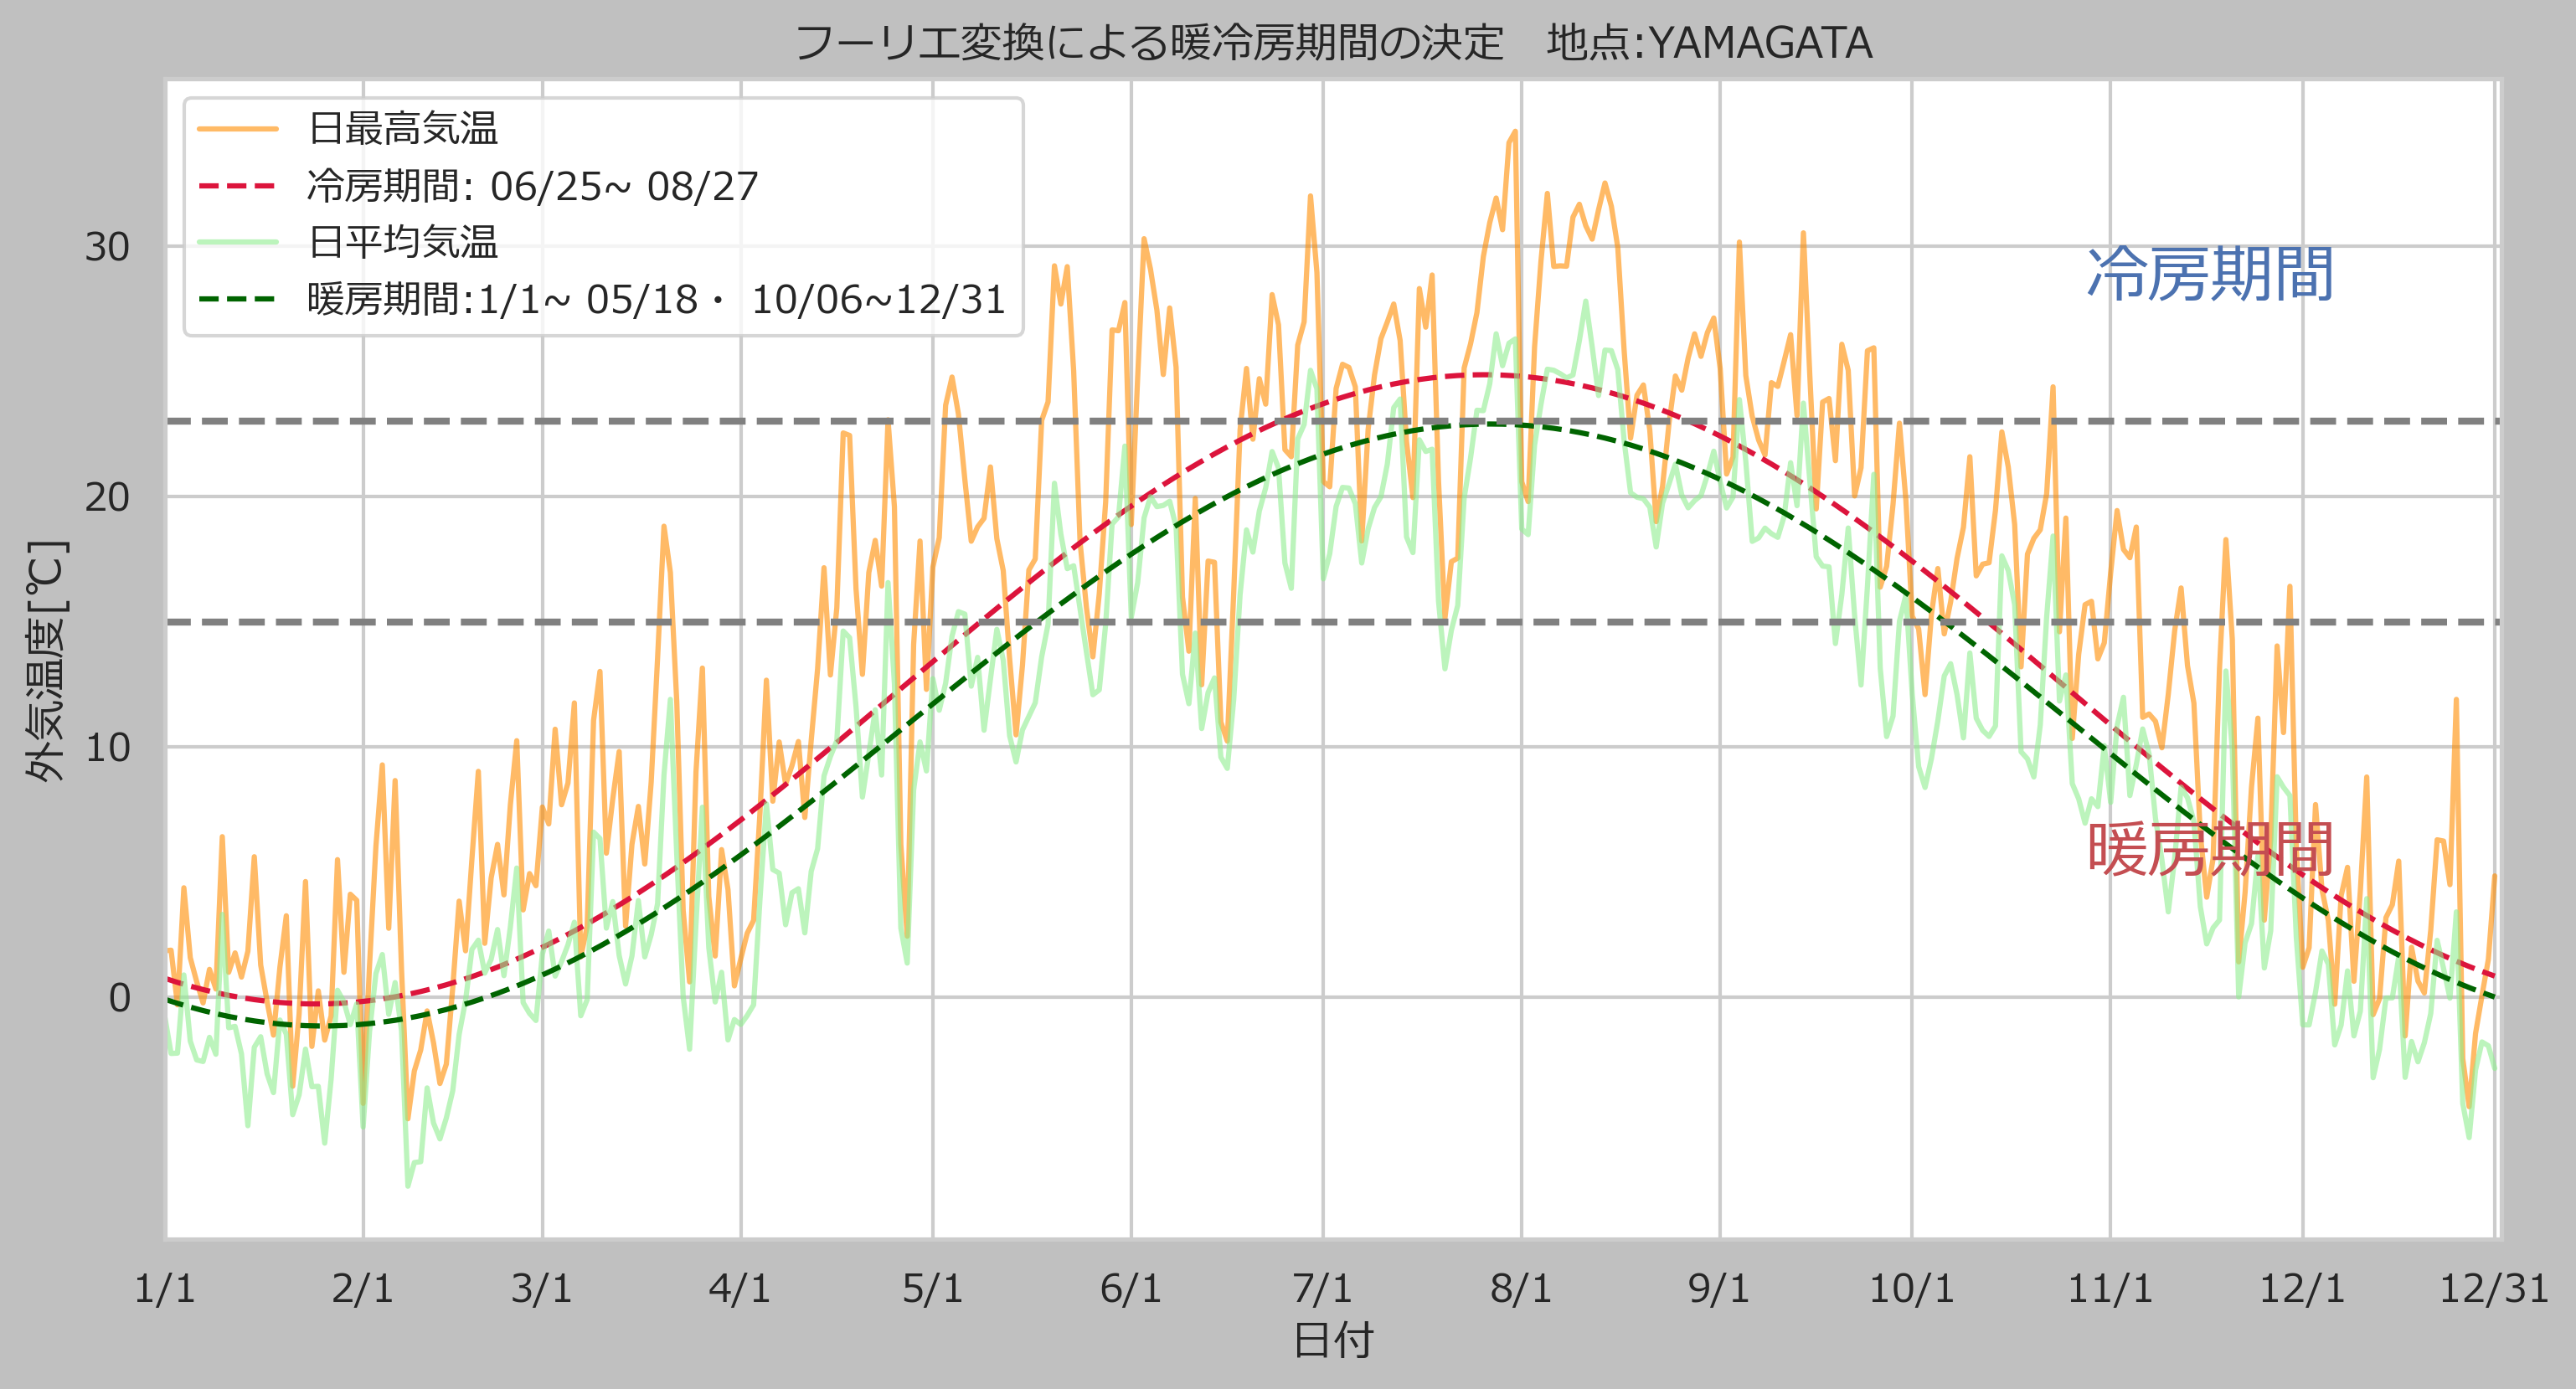 フーリエ変換による暖冷房期間の決定　地点:YAMAGATA
日最高気温
冷房期間: 06/25~ 08/27
日平均気温
暖房期間:1/1~ 05/18・ 10/06~12/31
冷房期間
暖房期間
外気温度[℃]
30
20
10
0
1/1 2/1 3/1 4/1 5/1 6/1 7/1 8/1 9/1 10/1 11/1 12/1 12/31
日付